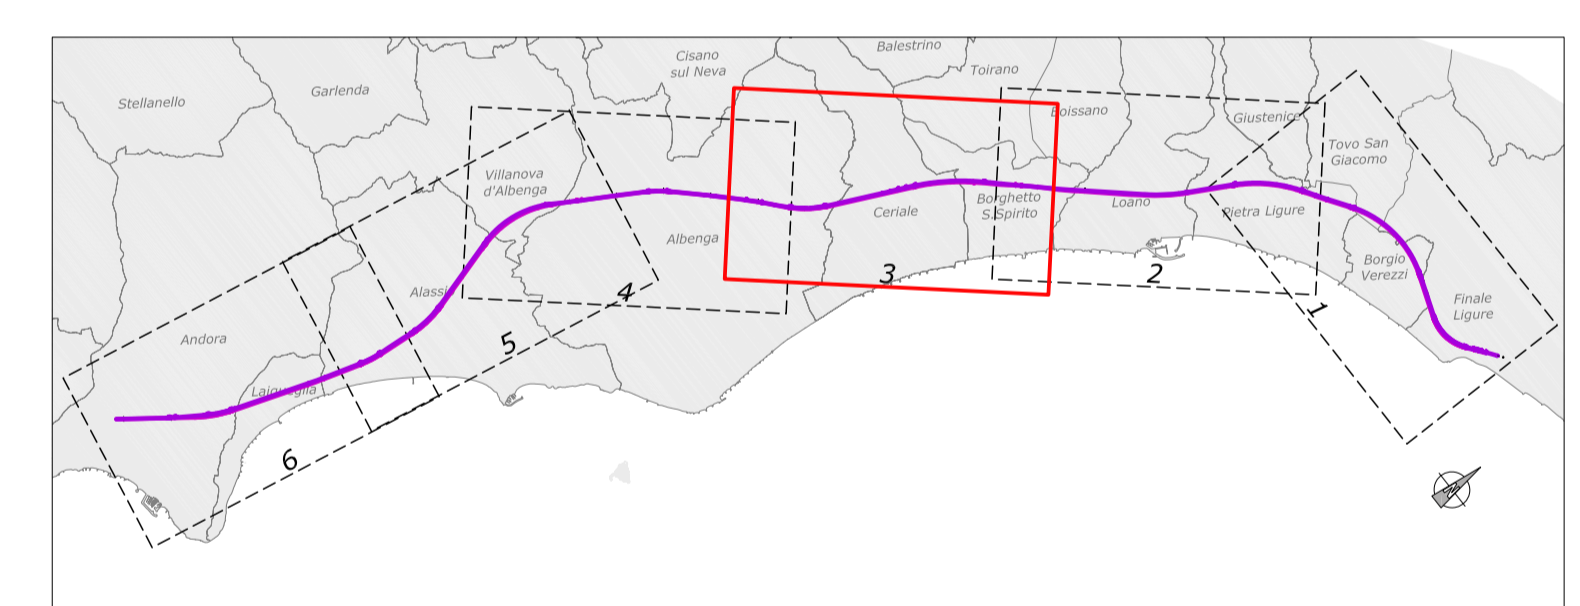 Cisano
sul Neva
Balestrino
Toirano
Stellanello
Garlenda
Boissano
Giustenice
Tovo San
Giacomo
Villanova
d'Albenga
Albenga
Ceriale
Borghetto
S.Spirito
Loano
Pietra Ligure
Borgio
Verezzi
Finale
Ligure
Alassio
Andora
Laigueglia
1
2
3
4
5
6
N